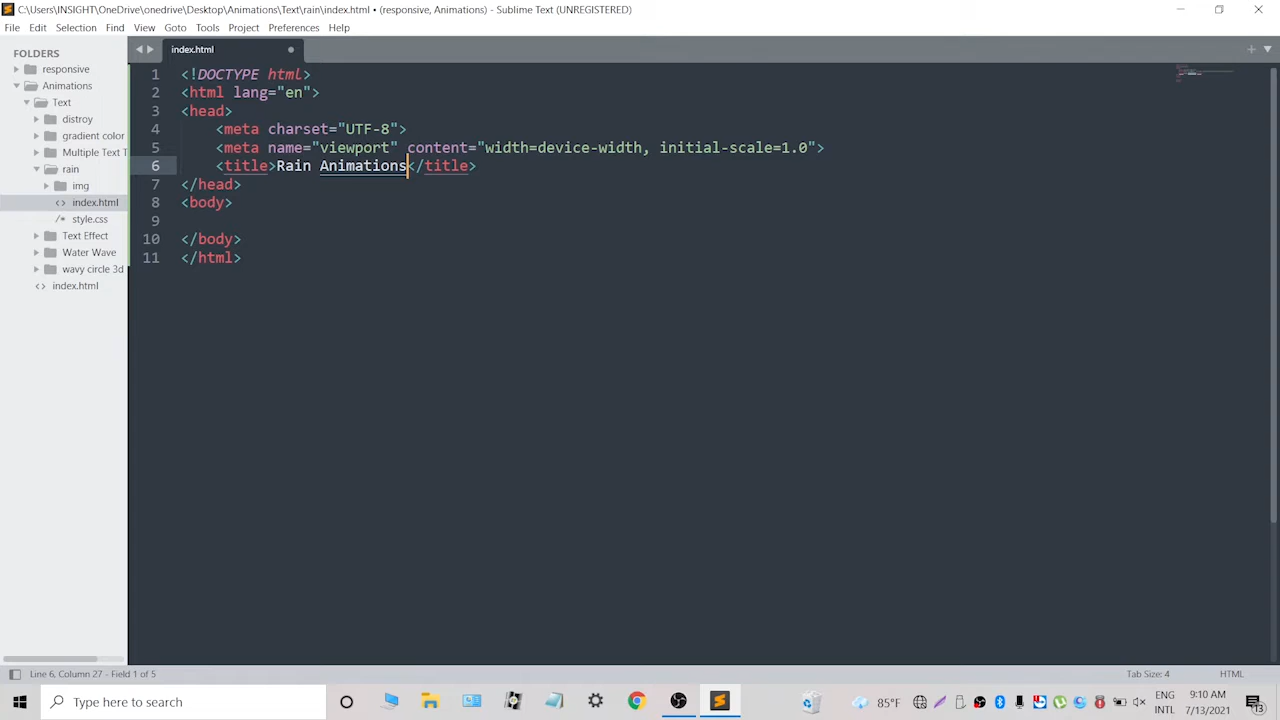 C:\Users\INSIGHT\OneDrive\onedrive\Desktop\Animations\Text\rain\index.html • (responsive, Animations) - Sublime Text (UNREGISTERED)
File Edit Selection Find View Goto Tools Project Preferences Help
FOLDERS
responsive
Animations
Text
distroy
gradient color
Multiple Text T
rain
img
index.html
style.css
Text Effect
Water Wave
wavy circle 3d
index.html
index.html
1 <!DOCTYPE html>
2 <html lang="en">
3 <head>
4 <meta charset="UTF-8">
5 <meta name="viewport" content="width=device-width, initial-scale=1.0">
6 <title>Rain Animations</title>
7 </head>
8 <body>
9
10 </body>
11 </html>
Line 6, Column 27 - Field 1 of 5
Tab Size: 4
HTML
Type here to search
85°F
ENG
INTL
9:10 AM
7/13/2021
13